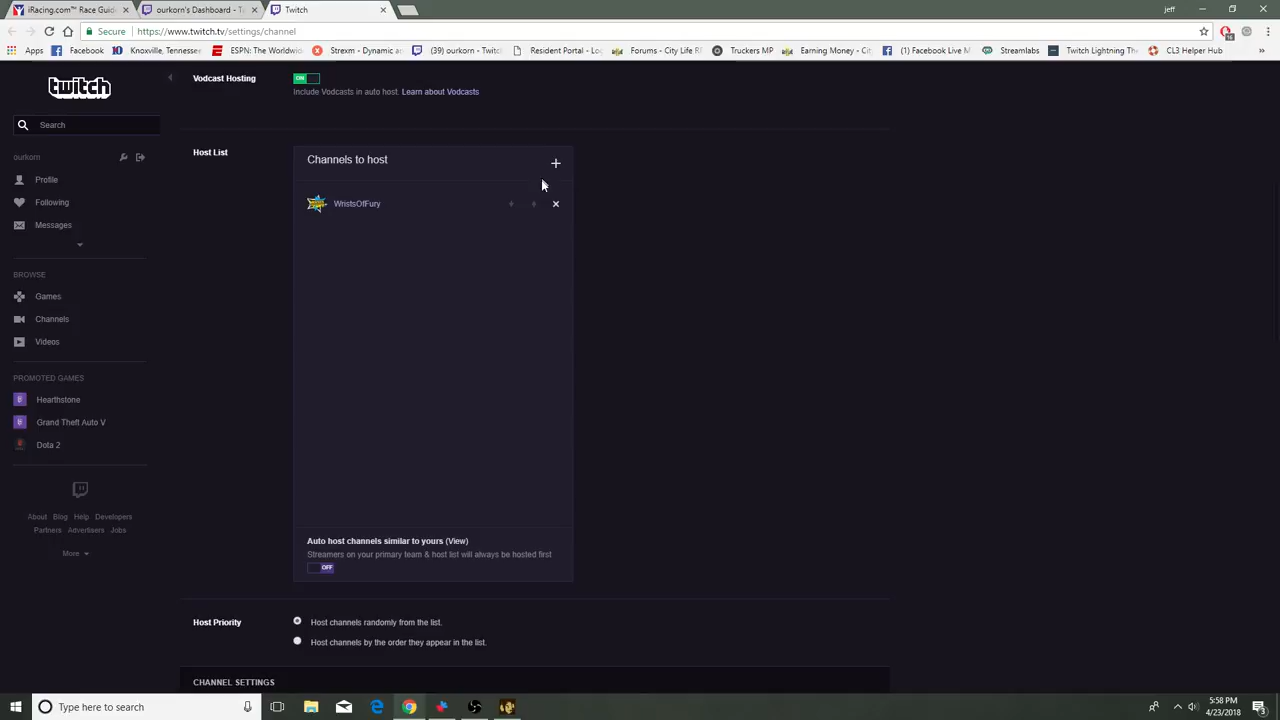 iRacing.com™ Race Guid
ourkorn's Dashboard - Tw
Twitch
jeff
Secure
https://www.twitch.tv/settings/channel
Apps
Facebook
Knoxville, Tennessee
ESPN: The Worldwid
Strexm - Dynamic an
(39) ourkorn - Twitc
Resident Portal - Log
Forums - City Life R
Truckers MP
Earning Money - City
(1) Facebook Live M
Streamlabs
Twitch Lightning The
CL3 Helper Hub
»
twitch
Search
ourkorn
Profile
Following
Messages
BROWSE
Games
Channels
Videos
PROMOTED GAMES
Hearthstone
Grand Theft Auto V
Dota 2
About Blog Help Developers
Partners Advertisers Jobs
More
Vodcast Hosting
ON
Include Vodcasts in auto host. Learn about Vodcasts
Host List
Channels to host
WristsOfFury
Auto host channels similar to yours (View)
Streamers on your primary team & host list will always be hosted first
OFF
Host Priority
Host channels randomly from the list.
Host channels by the order they appear in the list.
CHANNEL SETTINGS
Type here to search
5:58 PM
4/23/2018